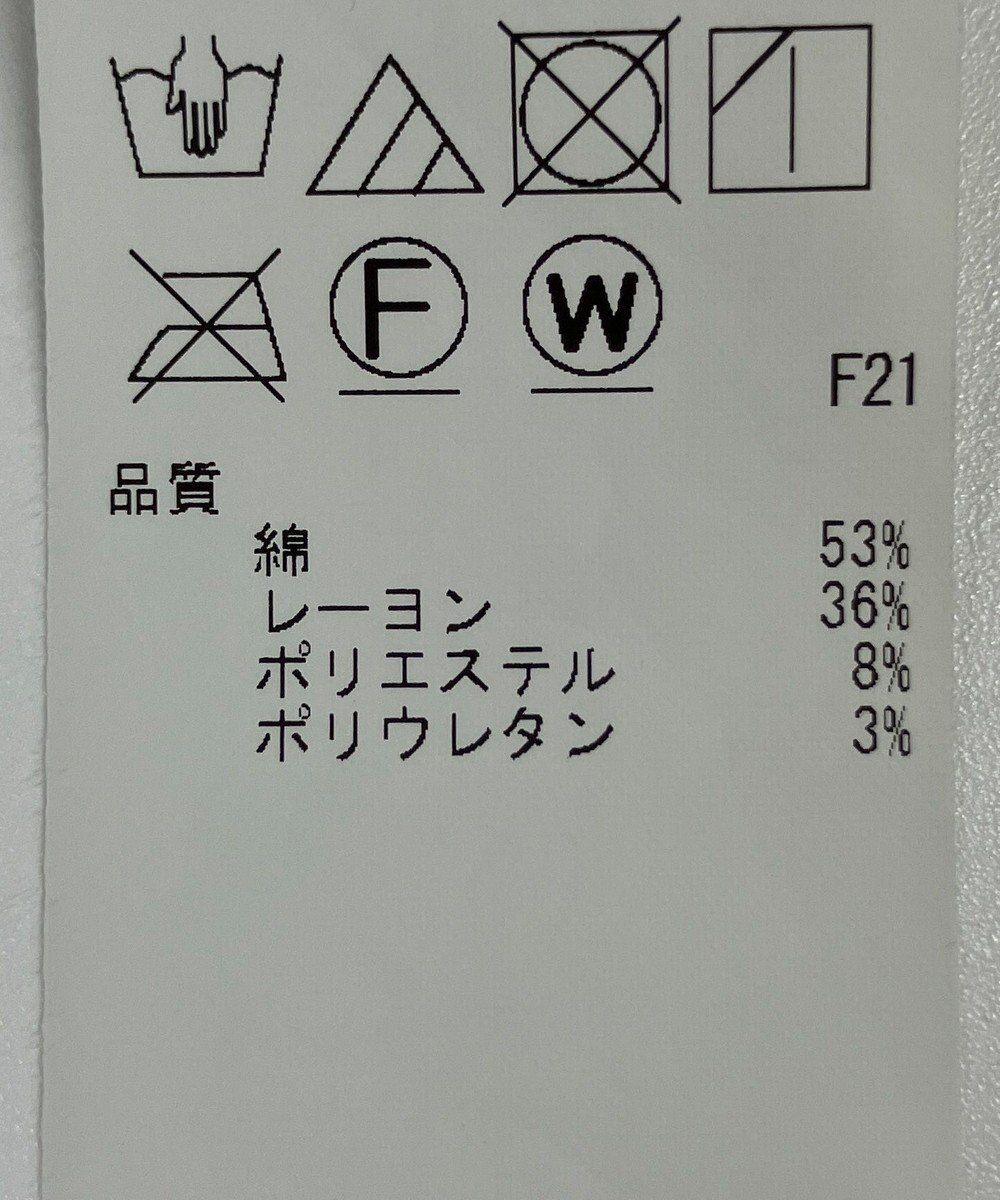 F W
F21
品質
綿 53%
レーヨン 36%
ポリエステル 8%
ポリウレタン 3%